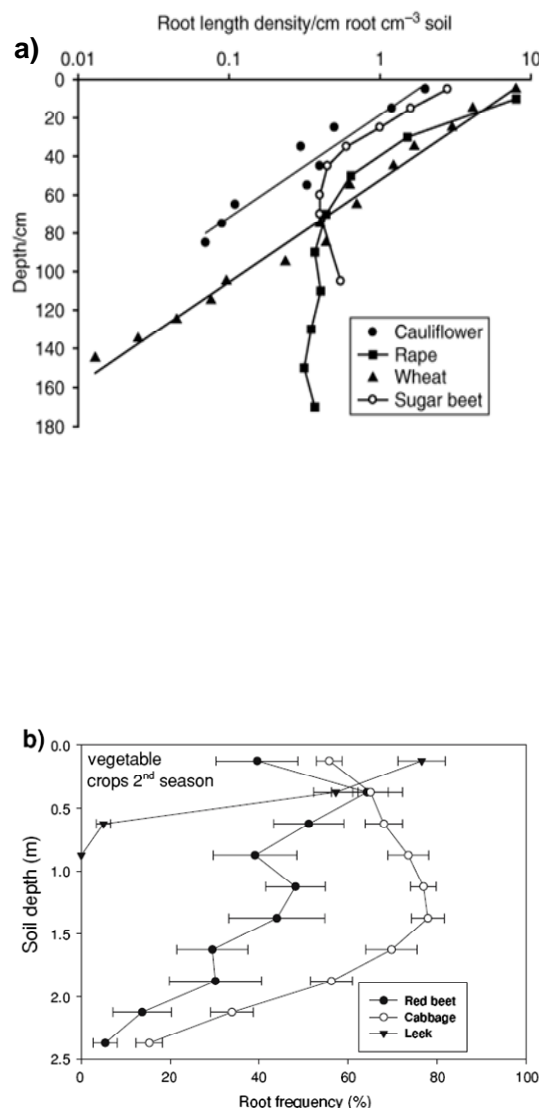 Root length density/cm root cm⁻³ soil
a)
0.01 0.1 1 10
0
20
40
60
80
100
120
140
160
180
Depth/cm
Cauliflower
Rape
Wheat
Sugar beet
b)
vegetable
crops 2nd season
0.0
0.5
1.0
1.5
2.0
2.5
Soil depth (m)
Red beet
Cabbage
Leek
0 20 40 60 80 100
Root frequency (%)